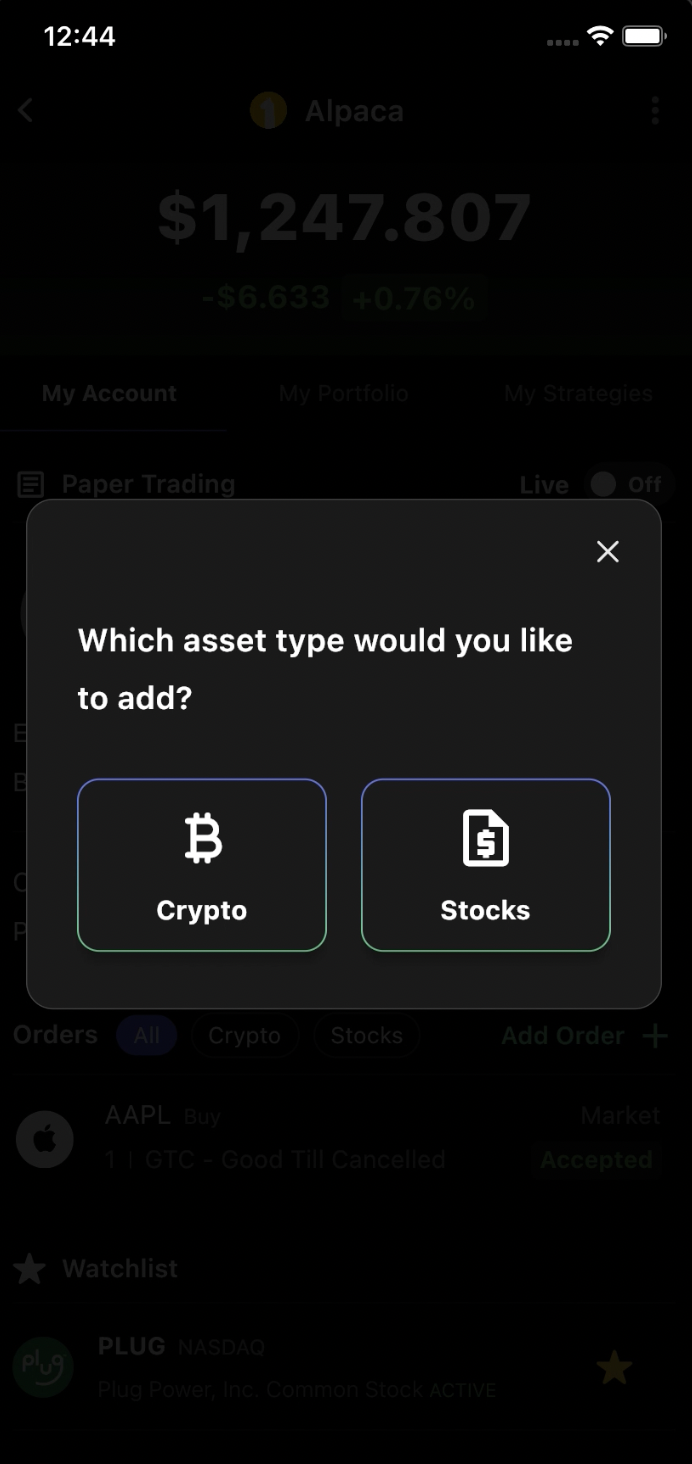 12:44
Alpaca
$1,247.807
-$6.633 +0.76%
My Account My Portfolio My Strategies
Paper Trading Live Off
Which asset type would you like
to add?
Crypto Stocks
Orders All Crypto Stocks Add Order +
AAPL Buy Market
1 | GTC - Good Till Cancelled Accepted
Watchlist
plug PLUG NASDAQ
Plug Power, Inc. Common Stock ACTIVE